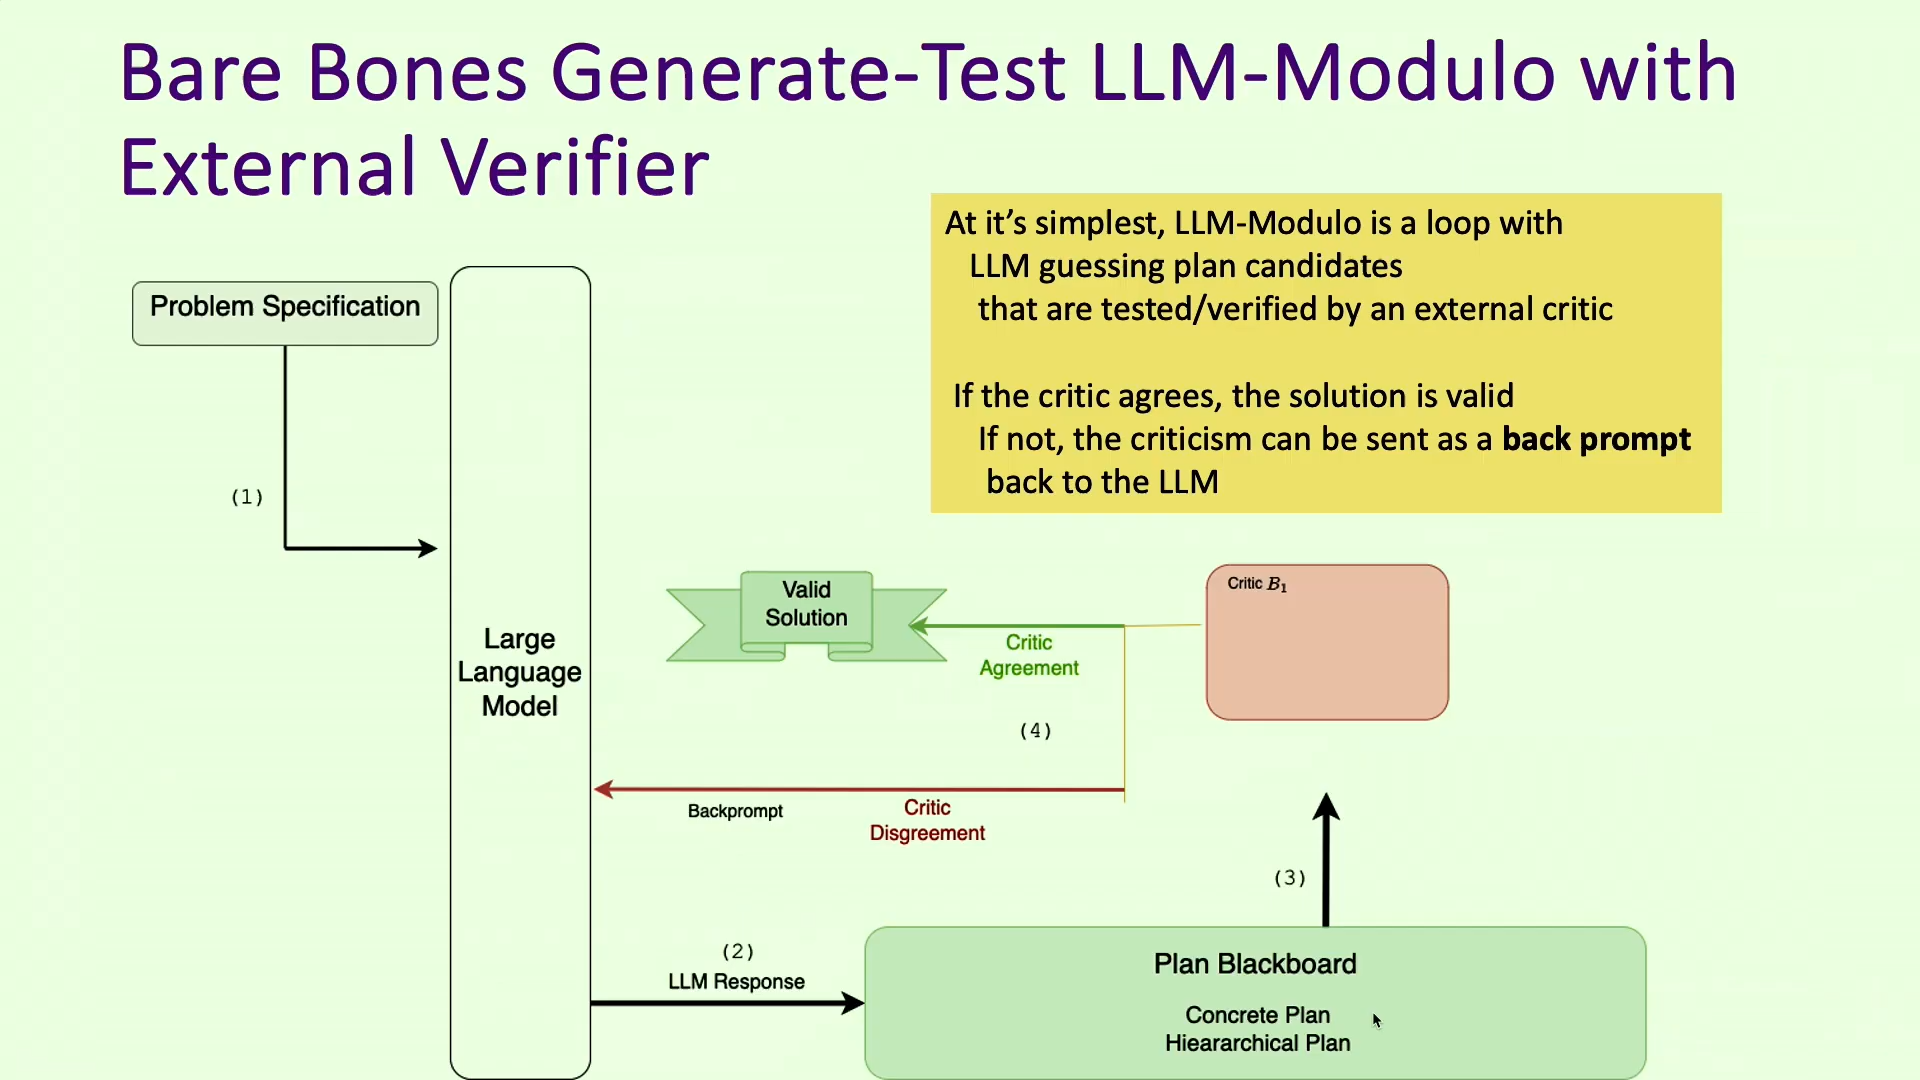 Bare Bones Generate-Test LLM-Modulo with
External Verifier
At it's simplest, LLM-Modulo is a loop with
LLM guessing plan candidates
that are tested/verified by an external critic
If the critic agrees, the solution is valid
If not, the criticism can be sent as a back prompt
back to the LLM
Problem Specification
(1)
Large
Language
Model
Valid
Solution
Critic
Agreement
Critic B₁
(4)
Backprompt
Critic
Disgreement
(3)
(2)
LLM Response
Plan Blackboard
Concrete Plan
Hieararchical Plan